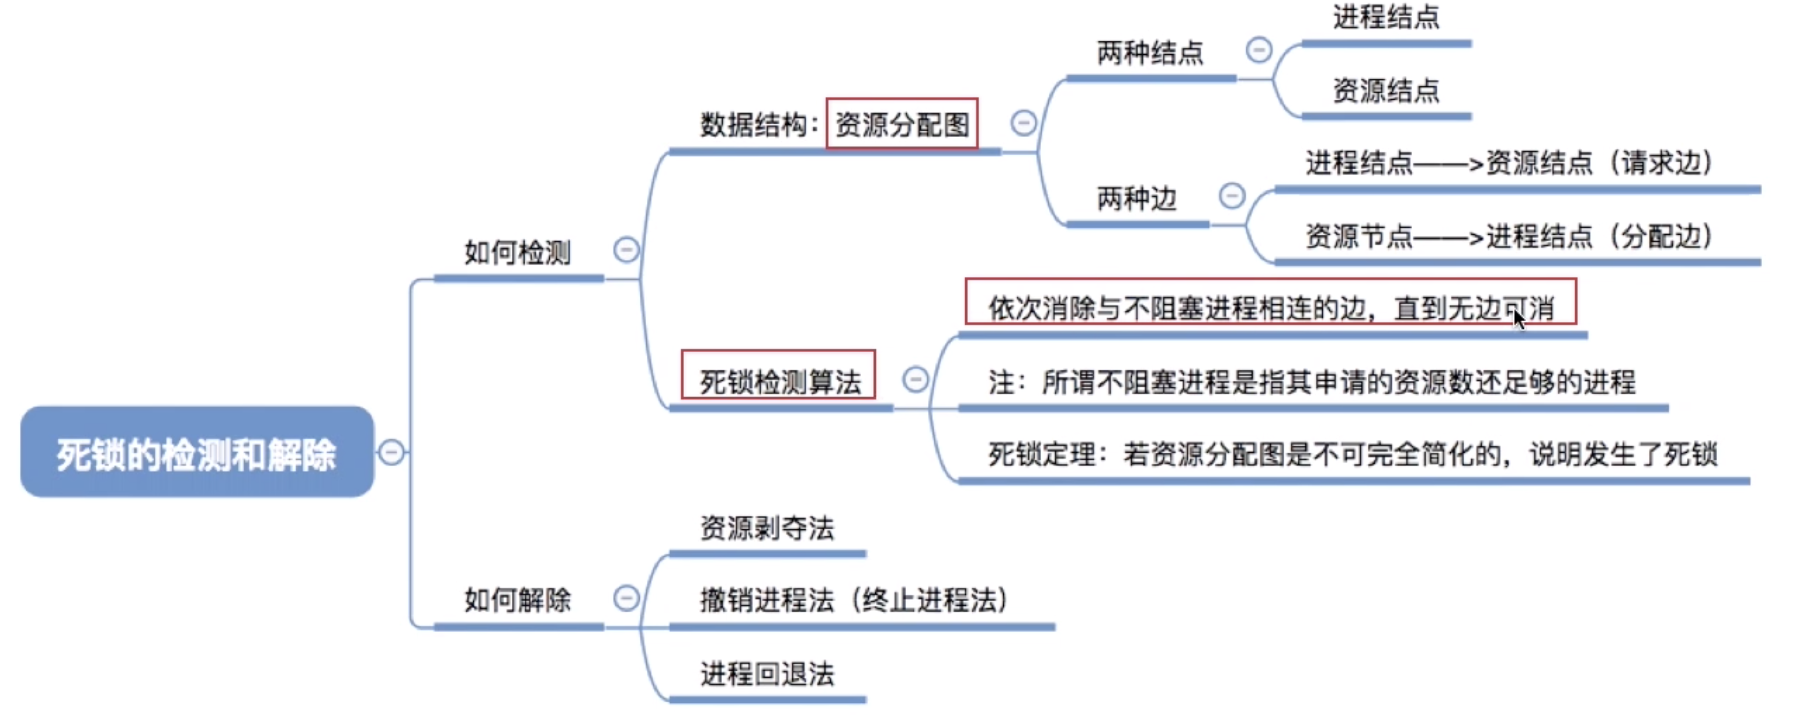 死锁的检测和解除
如何检测
数据结构：资源分配图
两种结点
进程结点
资源结点
两种边
进程结点——>资源结点（请求边）
资源节点——>进程结点（分配边）
死锁检测算法
依次消除与不阻塞进程相连的边，直到无边可消
注：所谓不阻塞进程是指其申请的资源数还足够的进程
死锁定理：若资源分配图是不可完全简化的，说明发生了死锁
如何解除
资源剥夺法
撤销进程法（终止进程法）
进程回退法